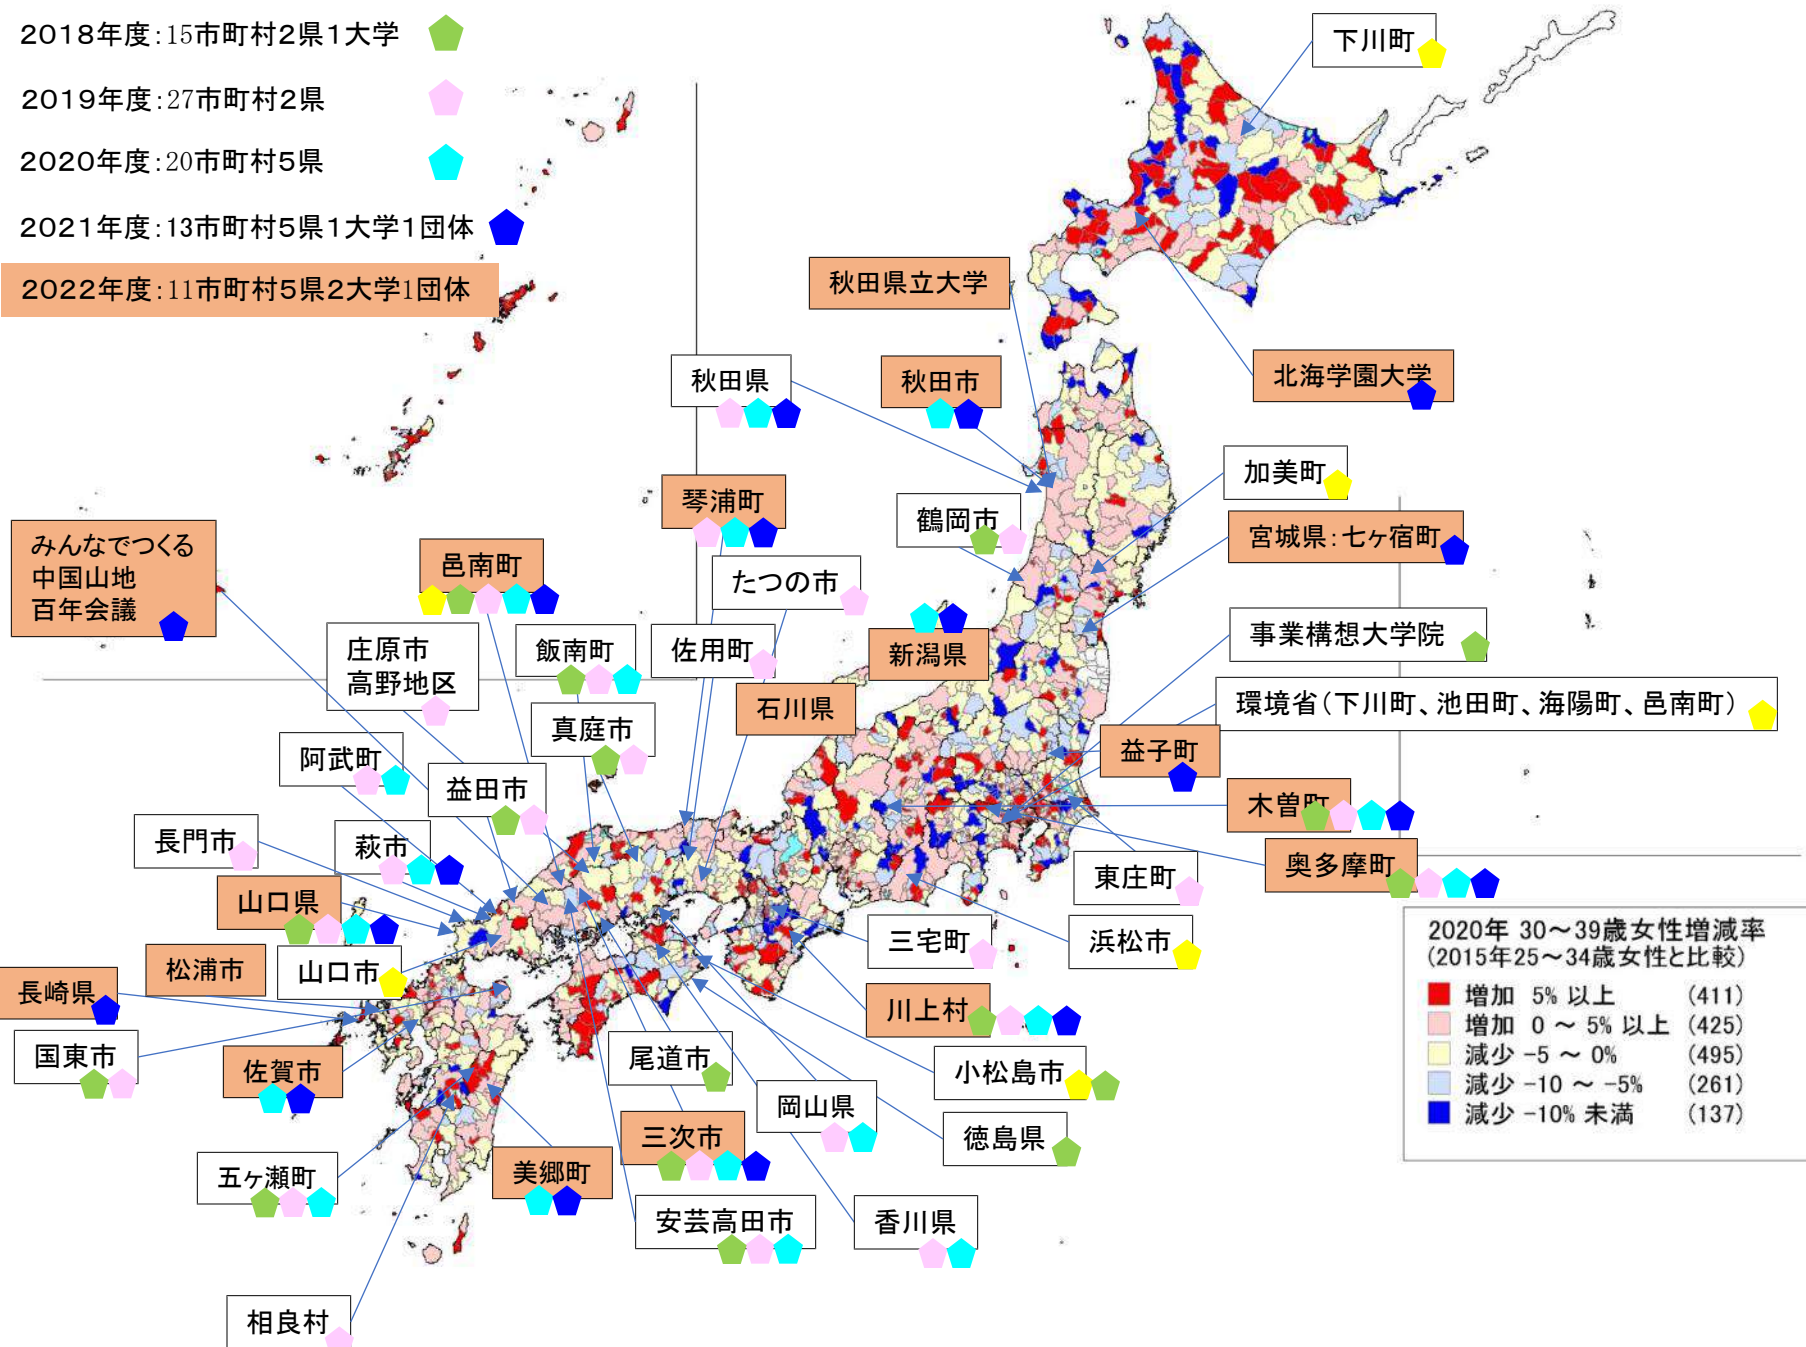 2018年度:15市町村2県1大学
2019年度:27市町村2県
2020年度:20市町村5県
2021年度:13市町村5県1大学1団体
2022年度:11市町村5県2大学1団体
下川町
秋田県立大学
北海学園大学
秋田県
秋田市
加美町
琴浦町
鶴岡市
宮城県:七ヶ宿町
みんなでつくる
中国山地
百年会議
邑南町
たつの市
庄原市
高野地区
飯南町
佐用町
新潟県
事業構想大学院
石川県
環境省(下川町、池田町、海陽町、邑南町)
真庭市
阿武町
益子町
益田市
木曽町
長門市
萩市
奥多摩町
東庄町
山口県
三宅町
浜松市
松浦市
山口市
長崎県
川上村
国東市
佐賀市
尾道市
小松島市
岡山県
三次市
徳島県
五ヶ瀬町
美郷町
安芸高田市
香川県
相良村
2020年 30~39歳女性増減率
(2015年25~34歳女性と比較)
増加 5% 以上 (411)
増加 0 ~ 5% 以上 (425)
減少 -5 ~ 0% (495)
減少 -10 ~ -5% (261)
減少 -10% 未満 (137)